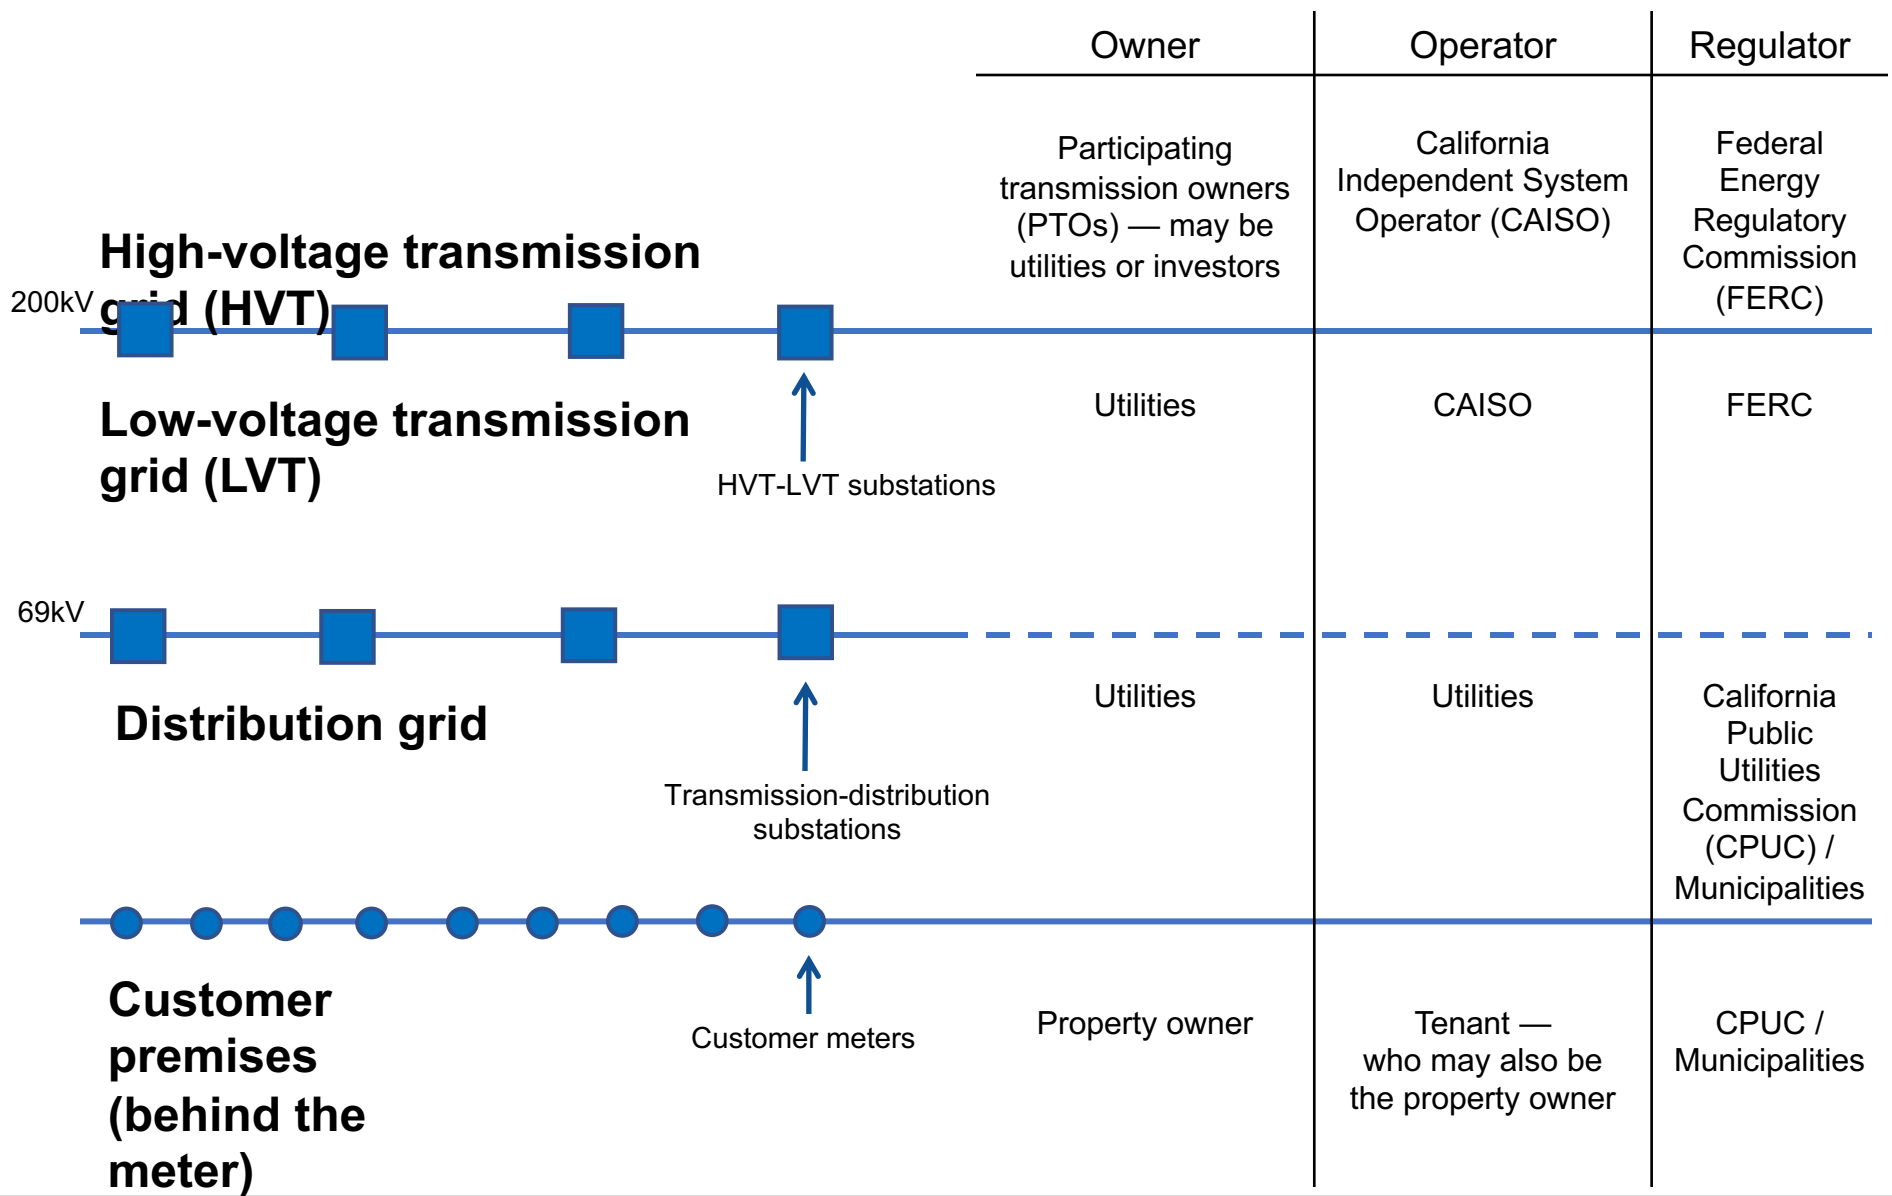 Owner
Operator
Regulator
High-voltage transmission
grid (HVT)
200kV
Participating
transmission owners
(PTOs) — may be
utilities or investors
California
Independent System
Operator (CAISO)
Federal
Energy
Regulatory
Commission
(FERC)
Low-voltage transmission
grid (LVT)
HVT-LVT substations
Utilities
CAISO
FERC
69kV
Distribution grid
Transmission-distribution
substations
Utilities
Utilities
California
Public
Utilities
Commission
(CPUC) /
Municipalities
Customer
premises
(behind the
meter)
Customer meters
Property owner
Tenant —
who may also be
the property owner
CPUC /
Municipalities